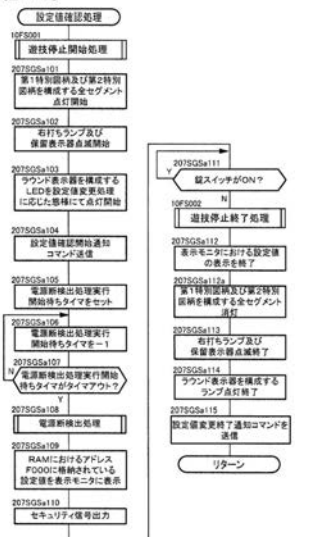 設定値確認処理
10FS001
遊技停止開始処理
207SGSa101
第1特別図柄及び第2特別
図柄を構成する全セグメント
点灯開始
207SGSa102
右打ちランプ及び
保留表示器点滅開始
207SGSa103
ラウンド表示器を構成する
LEDを設定値変更処理
に応じた態様にて点灯開始
207SGSa104
設定値確認開始通知
コマンド送信
207SGSa105
電源断検出処理実行
開始待ちタイマをセット
207SGSa106
電源断検出処理実行
開始待ちタイマを−1
207SGSa107
電源断検出処理実行開始
待ちタイマがタイマアウト?
N
Y
207SGSa108
電源断検出処理
207SGSa109
RAMにおけるアドレス
F000に格納されている
設定値を表示モニタに表示
207SGSa110
セキュリティ信号出力
207SGSa111
Y
錠スイッチがON?
N
10FS002
遊技停止終了処理
207SGSa112
表示モニタにおける設定値
の表示を終了
207SGSa112a
第1特別図柄及び第2特別
図柄を構成する全セグメント
消灯
207SGSa113
右打ちランプ及び
保留表示器点滅終了
207SGSa114
ラウンド表示器を構成する
ランプ点灯終了
207SGSa115
設定値変更終了通知コマンドを
送信
リターン